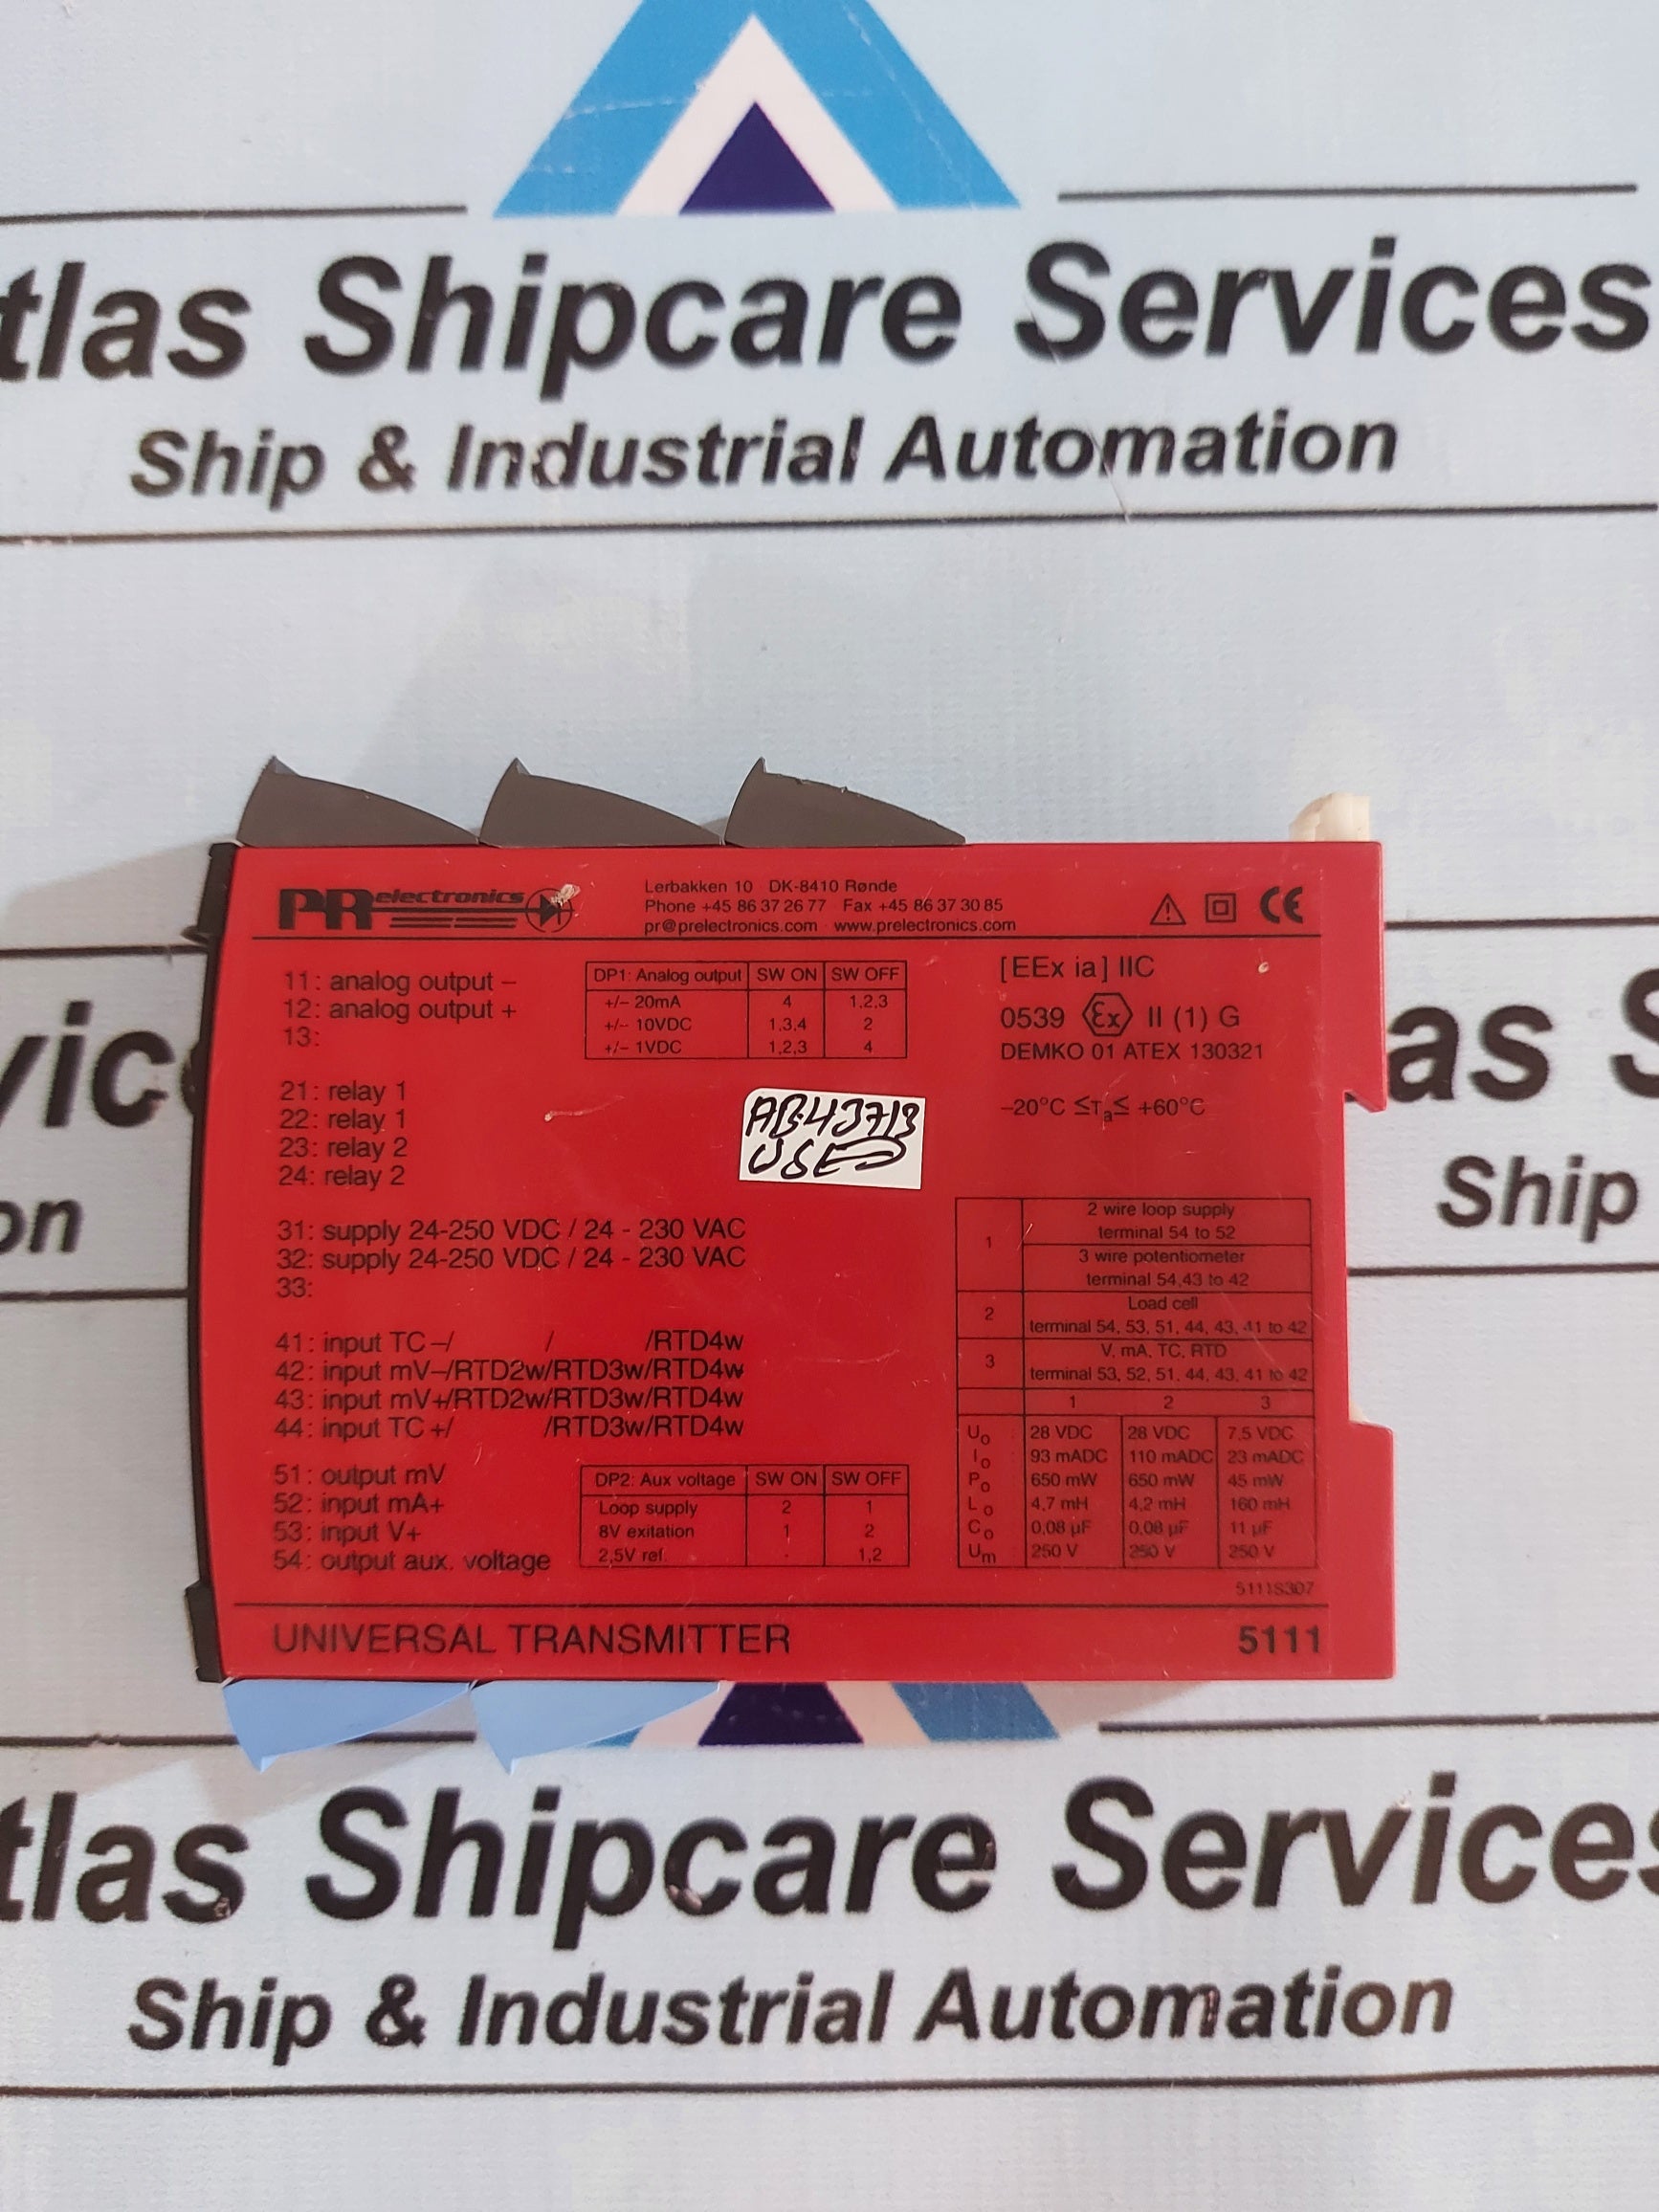 tlas Shipcare Services
Ship & Industrial Automation
PR electronics
Lerbakken 10 DK-8410 Rønde
Phone +45 86 37 26 77 Fax +45 86 37 30 85
pr@prelectronics.com www.prelectronics.com
CE
11: analog output –
12: analog output +
13:
DP1: Analog output SW ON SW OFF
+/– 20mA 4 1,2,3
+/– 10VDC 1,3,4 2
+/– 1VDC 1,2,3 4
[EEx ia] IIC
0539 Ex II (1) G
DEMKO 01 ATEX 130321
–20°C ≤Ta≤ +60°C
21: relay 1
22: relay 1
23: relay 2
24: relay 2
AB43713
USED
31: supply 24-250 VDC / 24 - 230 VAC
32: supply 24-250 VDC / 24 - 230 VAC
33:
41: input TC –/ / /RTD4w
42: input mV–/RTD2w/RTD3w/RTD4w
43: input mV+/RTD2w/RTD3w/RTD4w
44: input TC +/ /RTD3w/RTD4w
51: output mV
52: input mA+
53: input V+
54: output aux. voltage
DP2: Aux voltage SW ON SW OFF
Loop supply 2 1
8V exitation 1 2
2,5V ref. - 1,2
1 2 wire loop supply
terminal 54 to 52
3 wire potentiometer
terminal 54,43 to 42
2 Load cell
terminal 54, 53, 51, 44, 43, 41 to 42
3 V, mA, TC, RTD
terminal 53, 52, 51, 44, 43, 41 to 42
1 2 3
Uo 28 VDC 28 VDC 7,5 VDC
Io 93 mADC 110 mADC 23 mADC
Po 650 mW 650 mW 45 mW
Lo 4,7 mH 4,2 mH 160 mH
Co 0,08 µF 0,08 µF 11 µF
Um 250 V 250 V 250 V
5111S307
UNIVERSAL TRANSMITTER 5111
vic
on
as S
Ship
tlas Shipcare Services
Ship & Industrial Automation